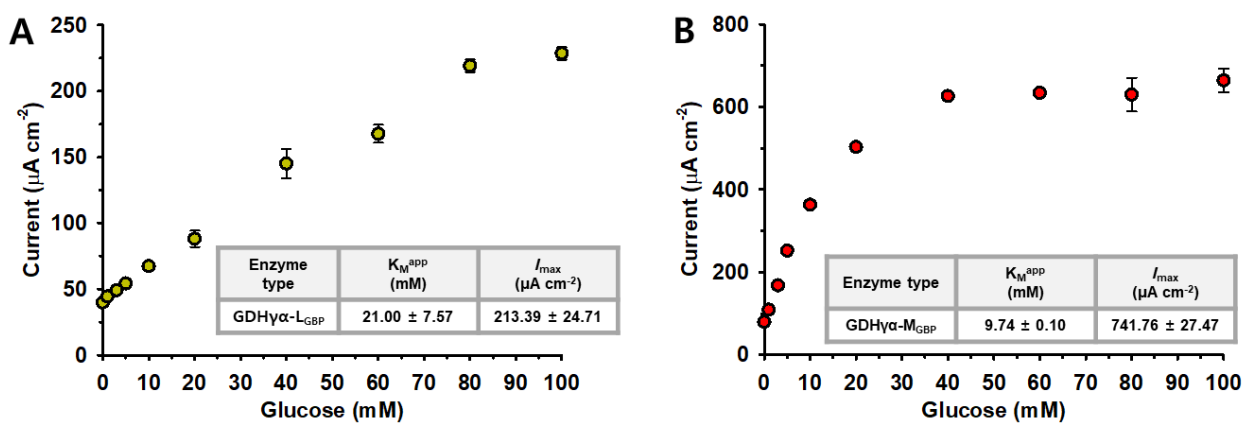 A
Current (µA cm⁻²)
250
200
150
100
50
0
0 10 20 30 40 50 60 70 80 90 100
Glucose (mM)
Enzyme type K_M^app (mM) I_max (µA cm⁻²)
GDHγα-L_GBP 21.00 ± 7.57 213.39 ± 24.71
B
Current (µA cm⁻²)
800
600
400
200
0
0 10 20 30 40 50 60 70 80 90 100
Glucose (mM)
Enzyme type K_M^app (mM) I_max (µA cm⁻²)
GDHγα-M_GBP 9.74 ± 0.10 741.76 ± 27.47